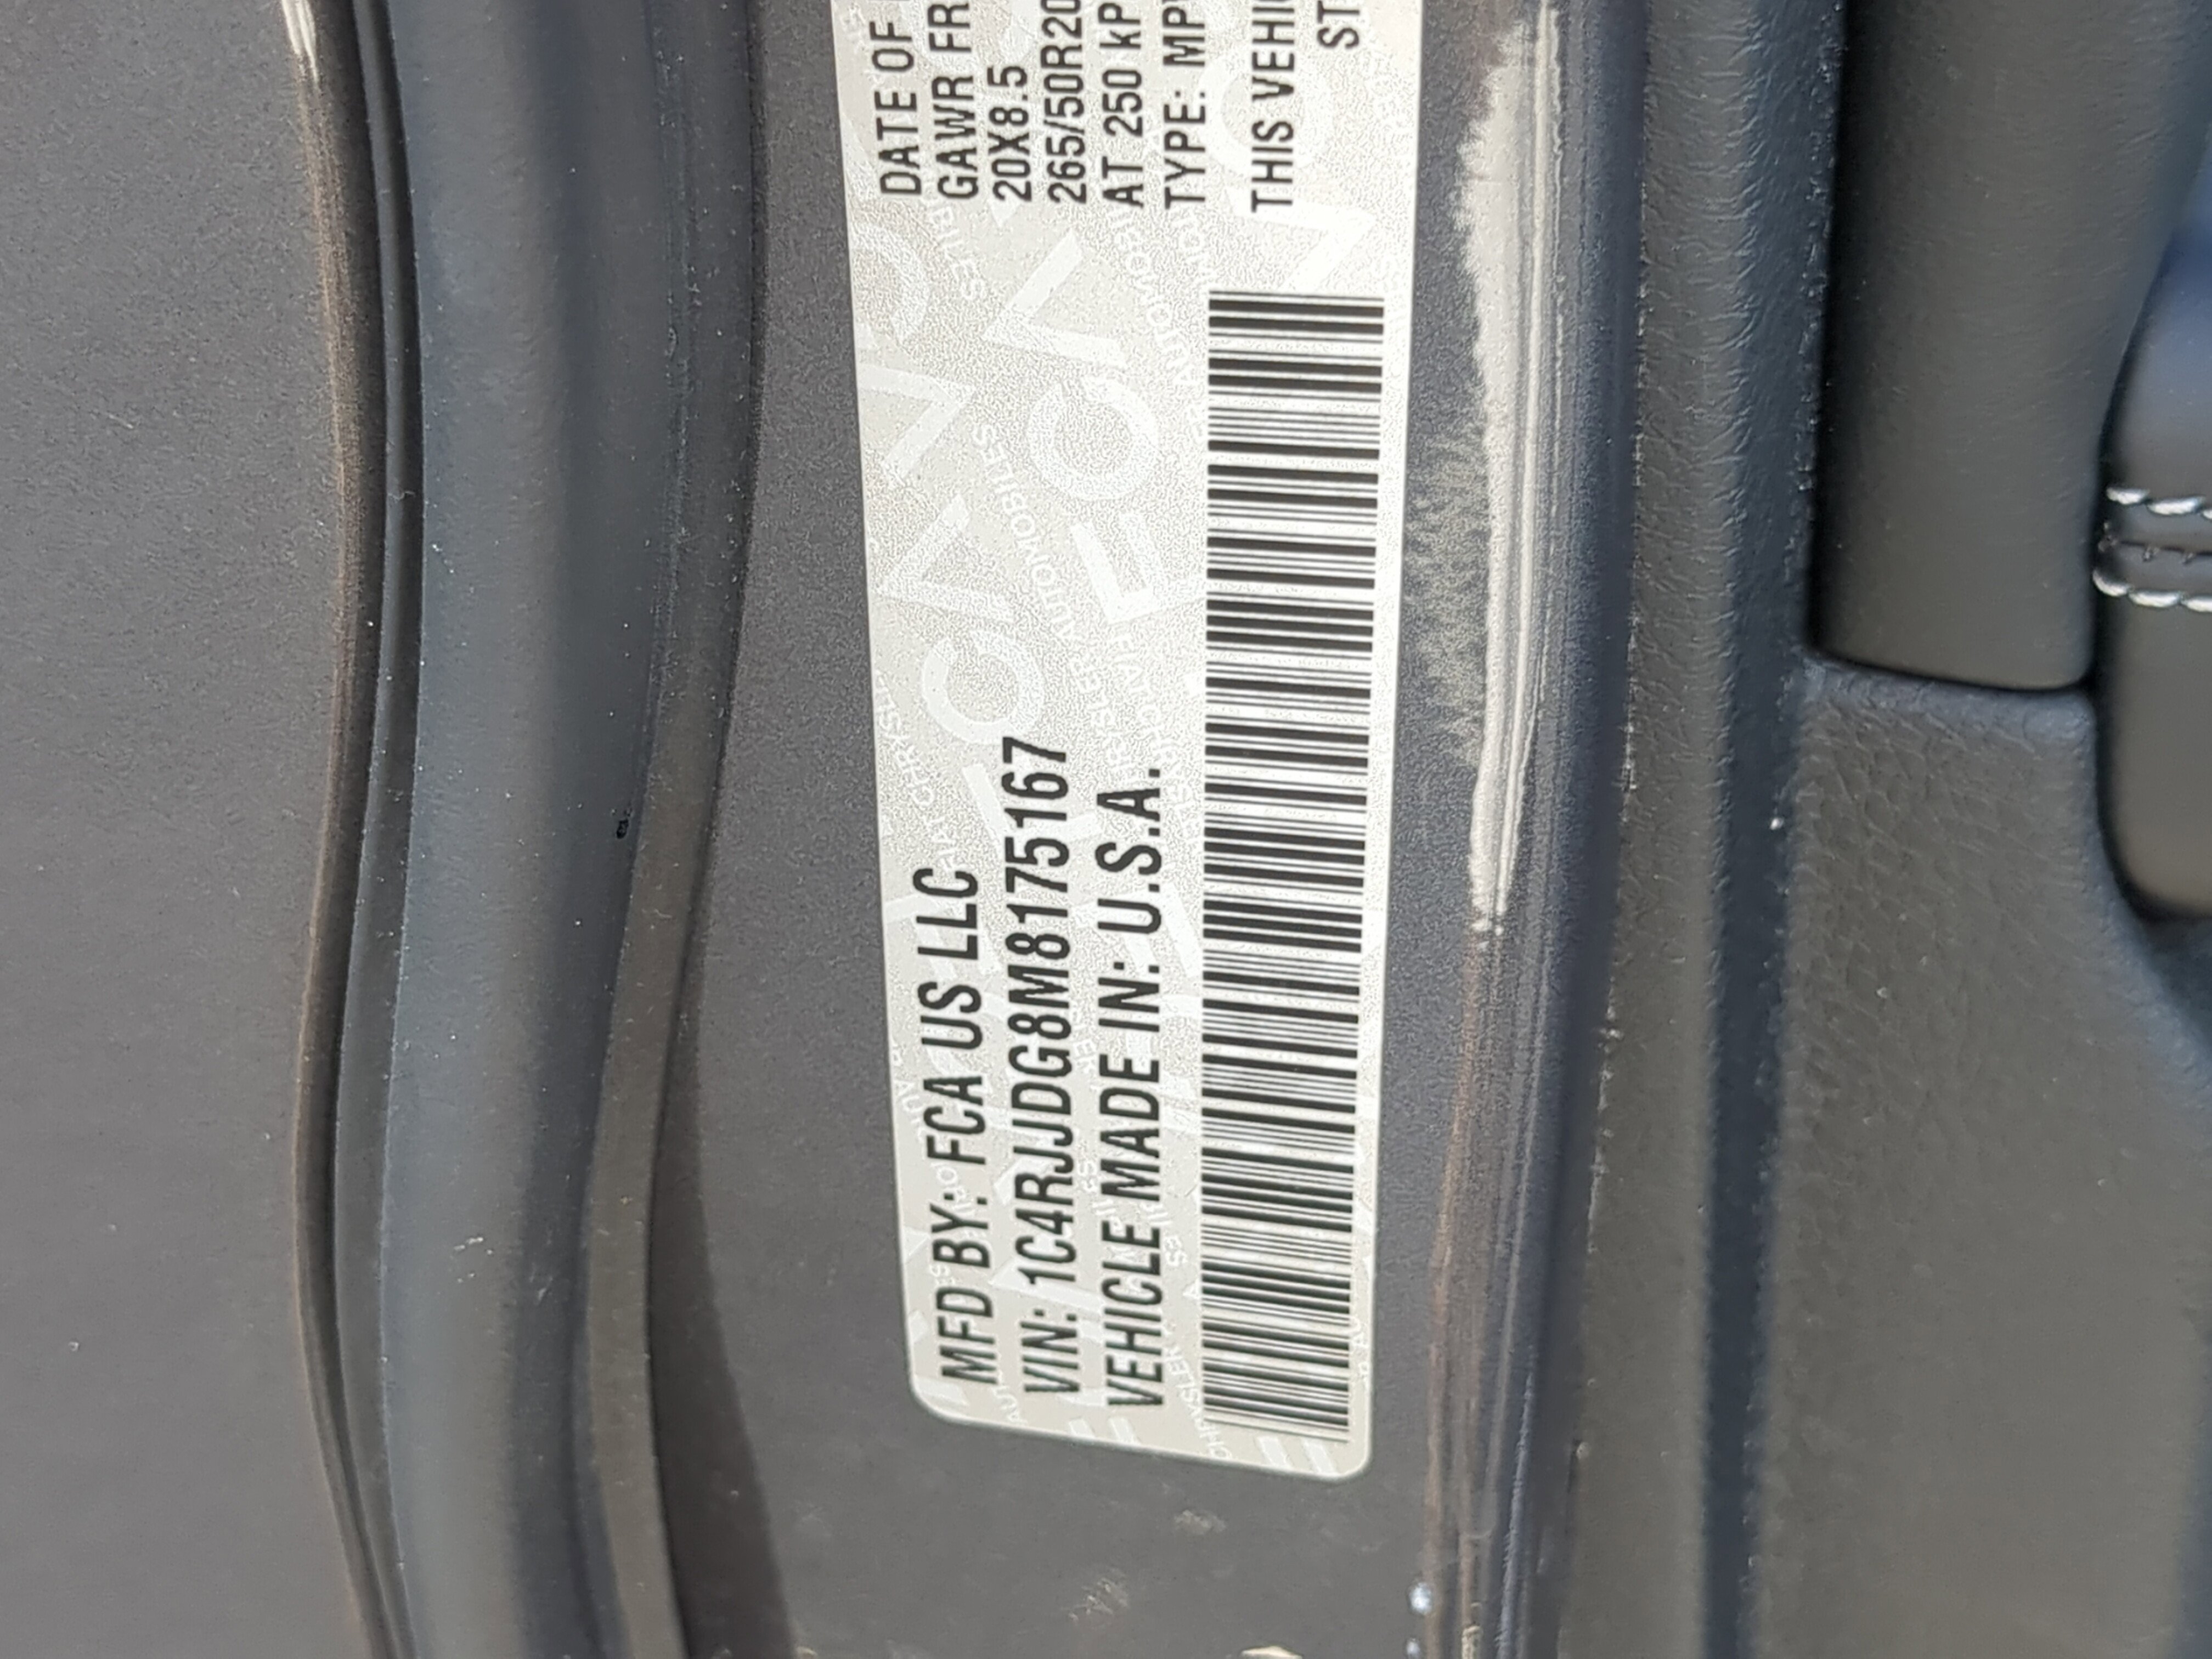 MFD BY: FCA US LLC
VIN: 1C4RJJDG8M8175167
VEHICLE MADE IN: U.S.A.
DATE OF
GAWR FR
20X8.5
265/50R20
AT 250 kP
TYPE: MP
THIS VEHI
ST